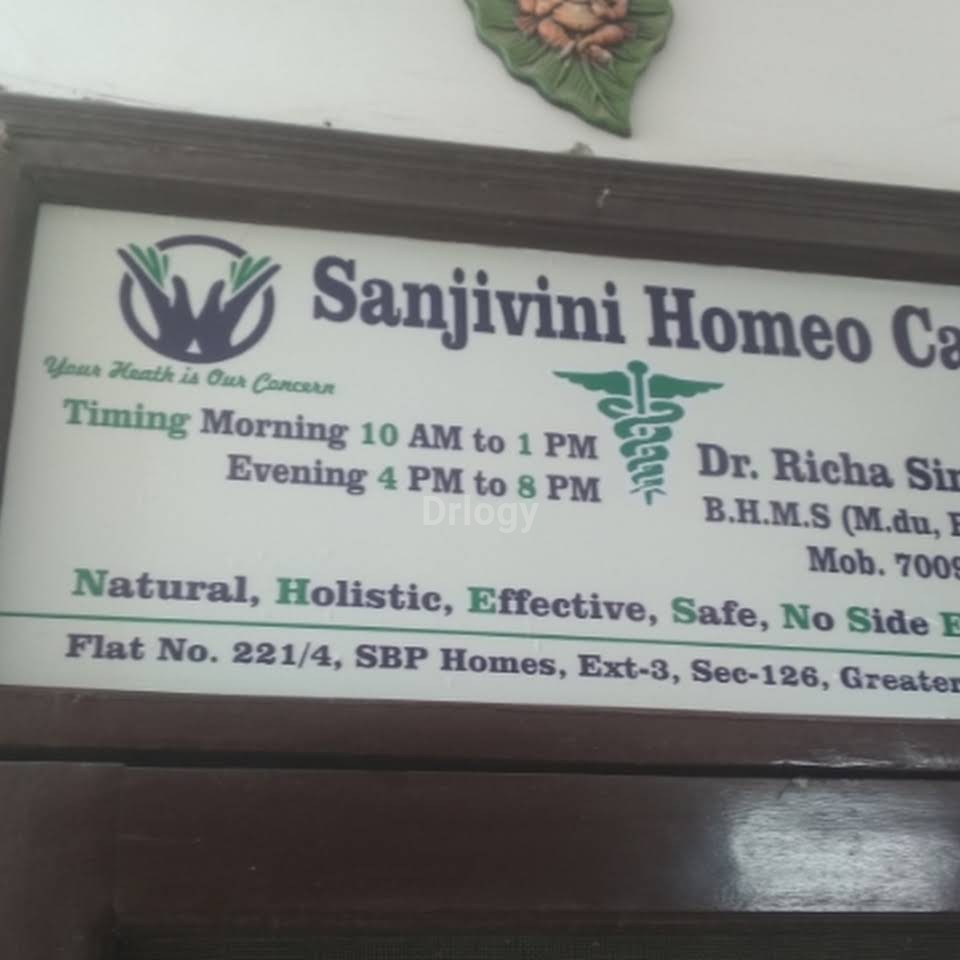 Sanjivini Homeo Ca
Your Heath is Our Concern
Timing Morning 10 AM to 1 PM
Evening 4 PM to 8 PM
Drlogy
Dr. Richa Sin
B.H.M.S (M.du,
Mob. 7009
Natural, Holistic, Effective, Safe, No Side E
Flat No. 221/4, SBP Homes, Ext-3, Sec-126, Greater